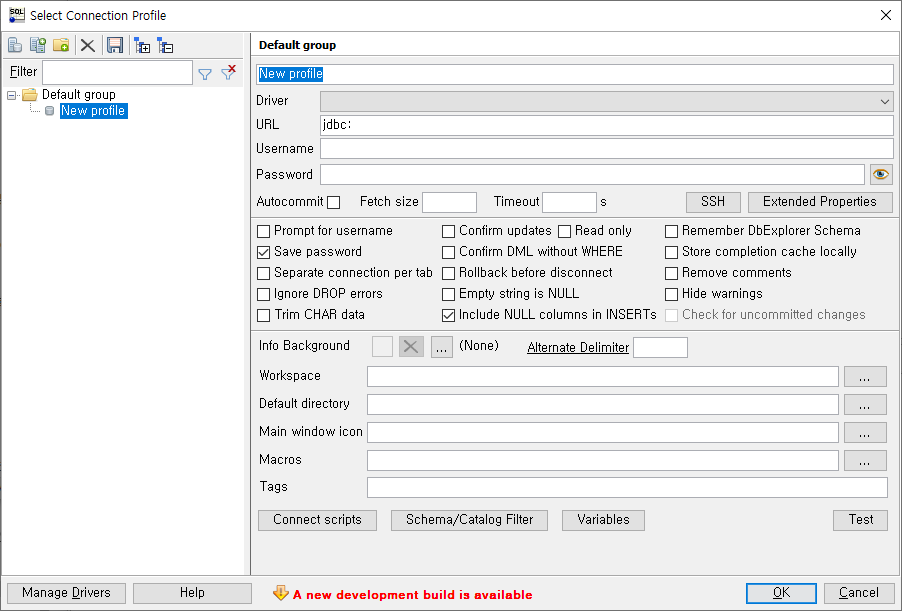 SQL Select Connection Profile
Default group
Filter
Default group
New profile
New profile
Driver
URL jdbc:
Username
Password
Autocommit Fetch size Timeout s SSH Extended Properties
Prompt for username Confirm updates Read only Remember DbExplorer Schema
Save password Confirm DML without WHERE Store completion cache locally
Separate connection per tab Rollback before disconnect Remove comments
Ignore DROP errors Empty string is NULL Hide warnings
Trim CHAR data Include NULL columns in INSERTs Check for uncommitted changes
Info Background ... (None) Alternate Delimiter
Workspace ...
Default directory ...
Main window icon ...
Macros ...
Tags
Connect scripts Schema/Catalog Filter Variables Test
Manage Drivers Help A new development build is available OK Cancel